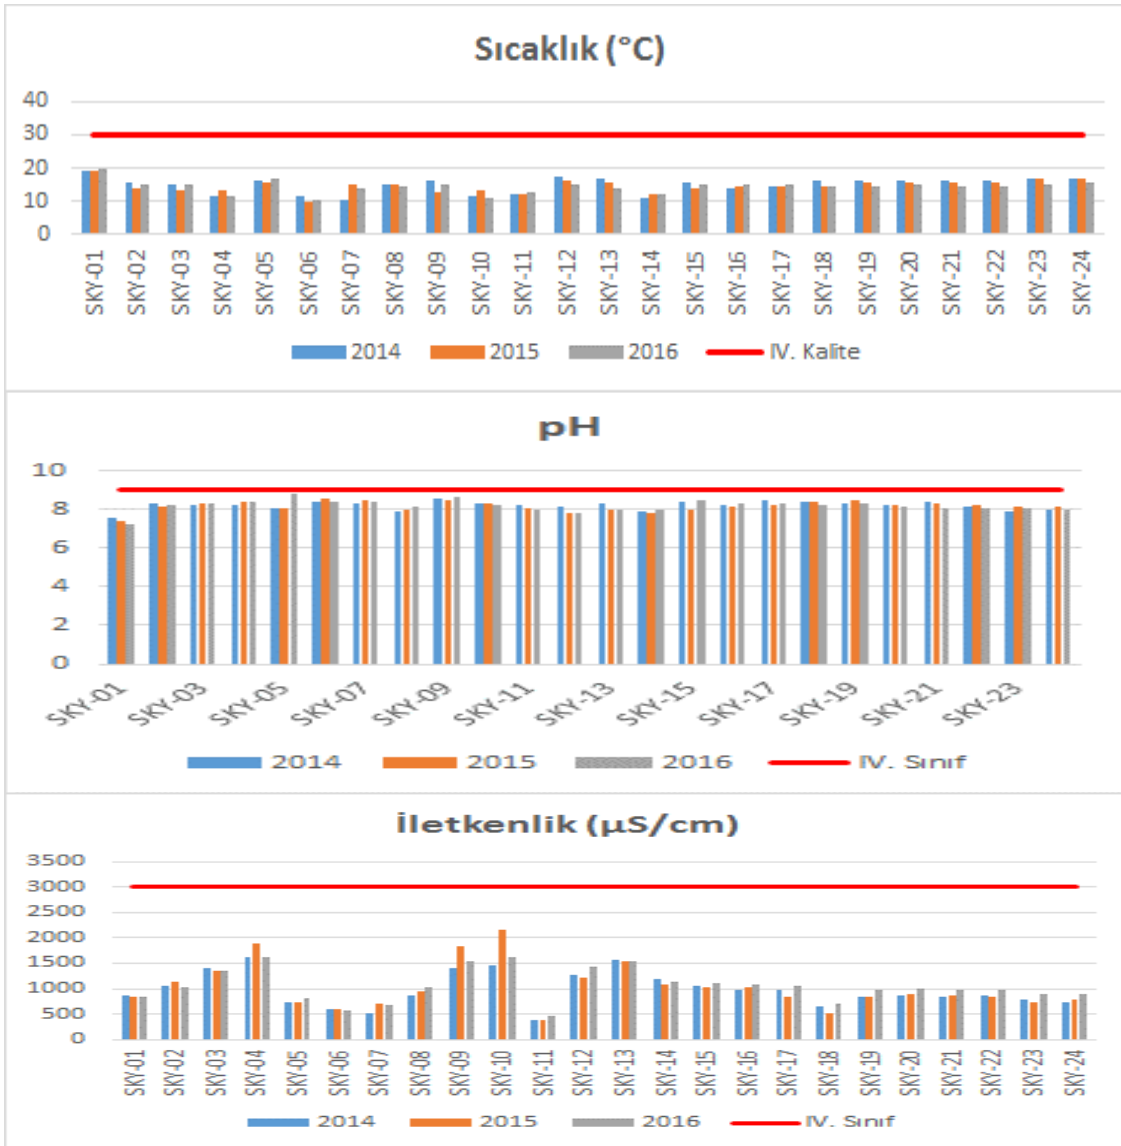 Sıcaklık (°C)
40
30
20
10
0
SKY-01 SKY-02 SKY-03 SKY-04 SKY-05 SKY-06 SKY-07 SKY-08 SKY-09 SKY-10 SKY-11 SKY-12 SKY-13 SKY-14 SKY-15 SKY-16 SKY-17 SKY-18 SKY-19 SKY-20 SKY-21 SKY-22 SKY-23 SKY-24
2014 2015 2016 IV. Kalite
pH
10
8
6
4
2
0
SKY-01 SKY-03 SKY-05 SKY-07 SKY-09 SKY-11 SKY-13 SKY-15 SKY-17 SKY-19 SKY-21 SKY-23
2014 2015 2016 IV. Sınıf
İletkenlik (µS/cm)
3500
3000
2500
2000
1500
1000
500
0
SKY-01 SKY-02 SKY-03 SKY-04 SKY-05 SKY-06 SKY-07 SKY-08 SKY-09 SKY-10 SKY-11 SKY-12 SKY-13 SKY-14 SKY-15 SKY-16 SKY-17 SKY-18 SKY-19 SKY-20 SKY-21 SKY-22 SKY-23 SKY-24
2014 2015 2016 IV. Sınıf